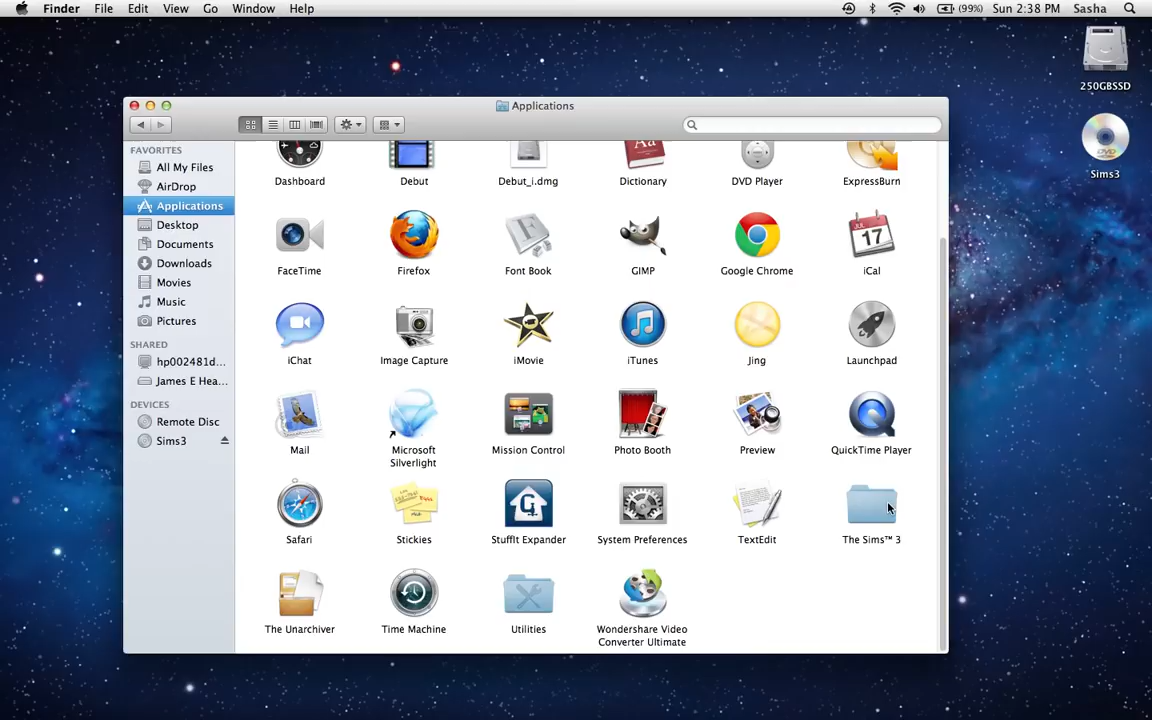 Finder File Edit View Go Window Help (99%) Sun 2:38 PM Sasha
250GBSSD
Sims3
Applications
FAVORITES
All My Files
AirDrop
Applications
Desktop
Documents
Downloads
Movies
Music
Pictures
SHARED
hp002481d...
James E Hea...
DEVICES
Remote Disc
Sims3
Dashboard Debut Debut_i.dmg Dictionary DVD Player ExpressBurn
FaceTime Firefox Font Book GIMP Google Chrome iCal
iChat Image Capture iMovie iTunes Jing Launchpad
Mail Microsoft Silverlight Mission Control Photo Booth Preview QuickTime Player
Safari Stickies StuffIt Expander System Preferences TextEdit The Sims™ 3
The Unarchiver Time Machine Utilities Wondershare Video
Converter Ultimate